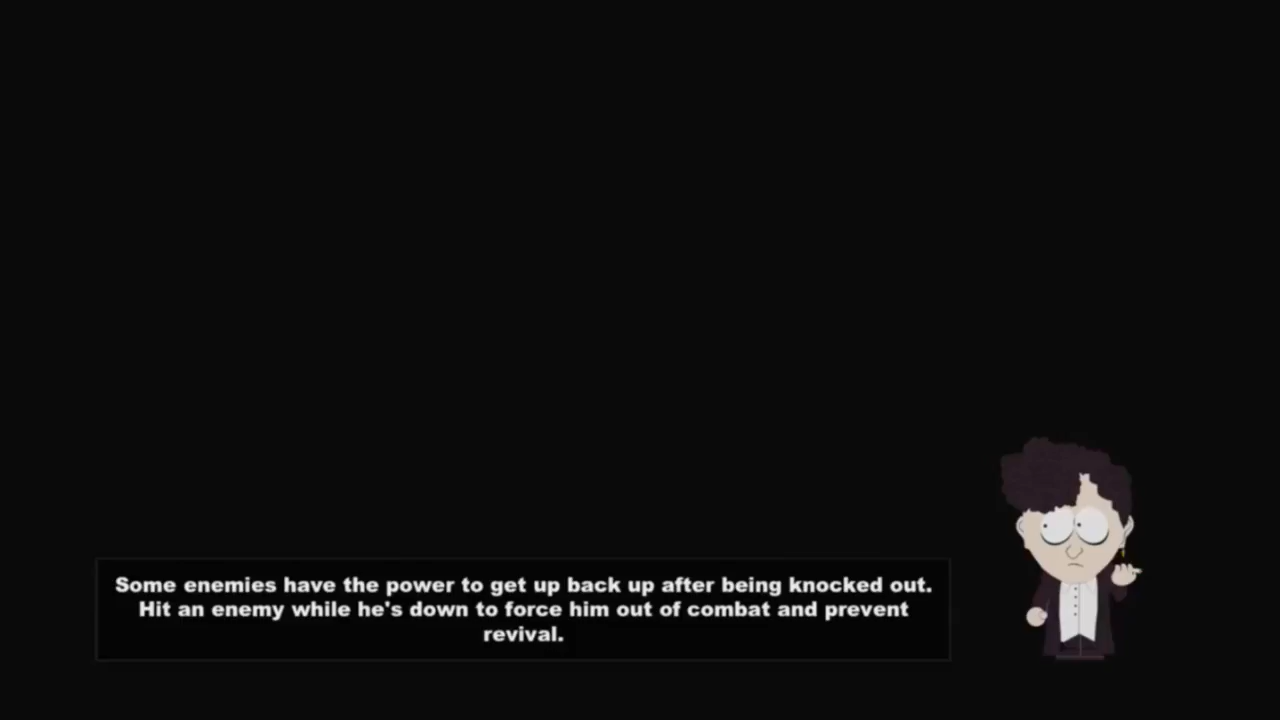 Some enemies have the power to get up back up after being knocked out.
Hit an enemy while he's down to force him out of combat and prevent
revival.